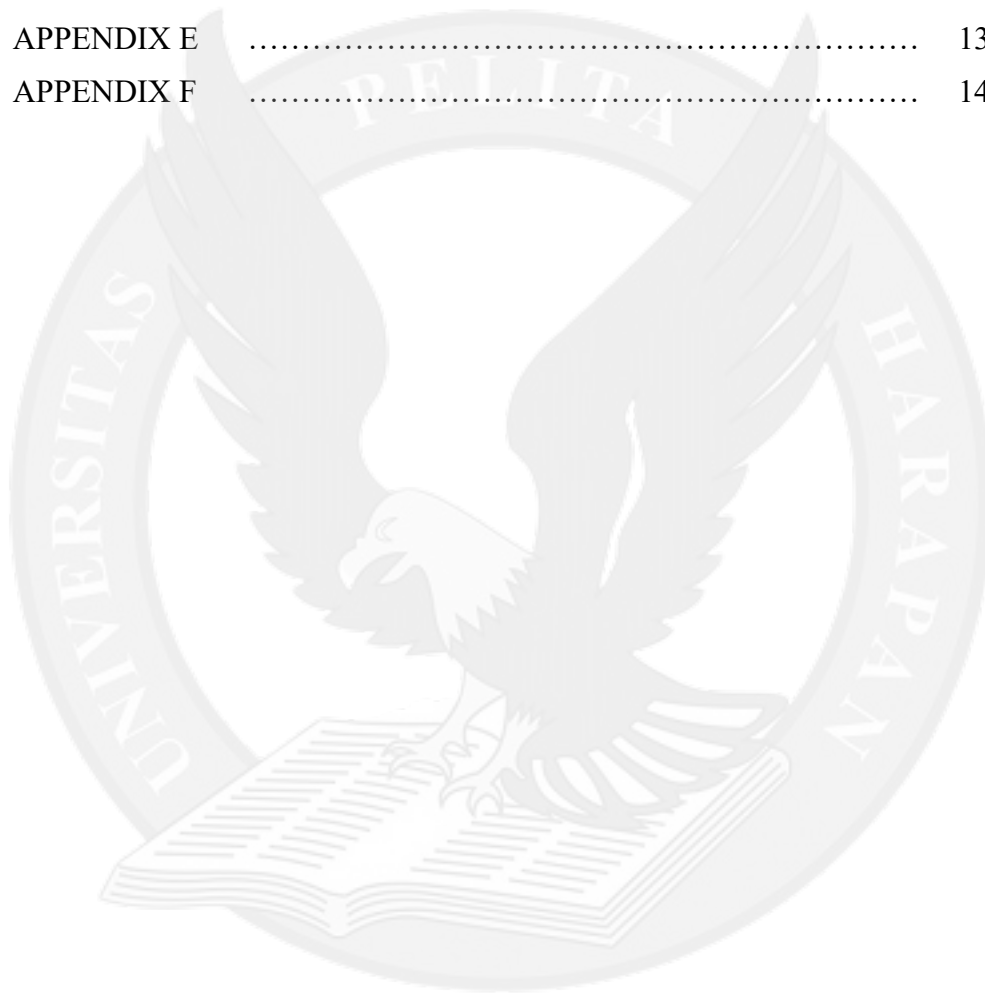 APPENDIX E ……………………………………………………… 13
APPENDIX F ……………………………………………………… 14
UNIVERSITAS PELITA HARAPAN